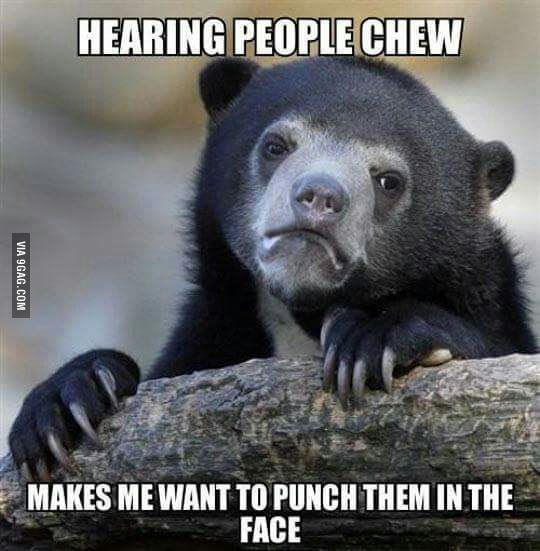 HEARING PEOPLE CHEW
VIA 9GAG.COM
MAKES ME WANT TO PUNCH THEM IN THE
FACE